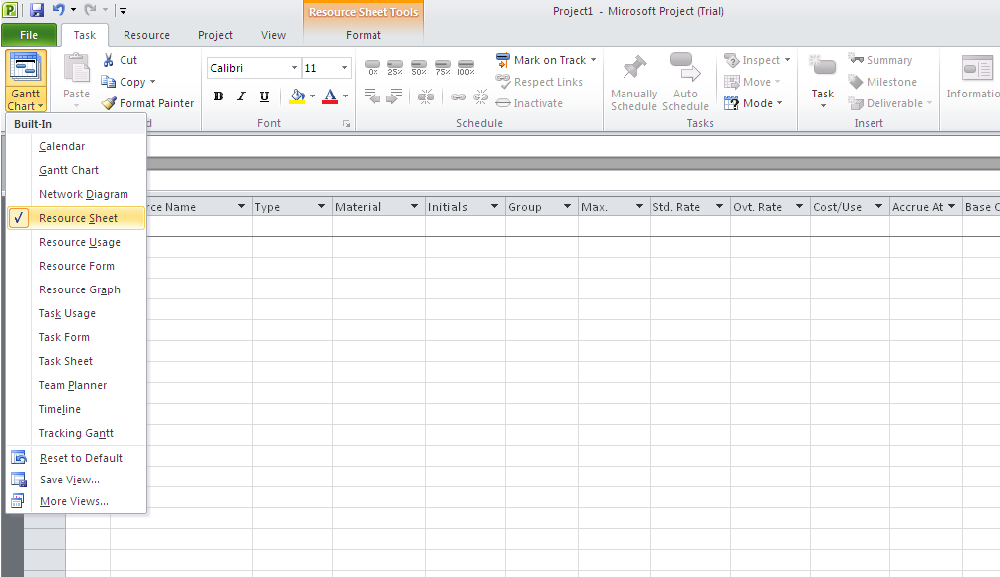 Resource Sheet Tools
Project1 - Microsoft Project (Trial)
File Task Resource Project View Format
Gantt Chart
Paste
Cut
Copy
Format Painter
Calibri 11
B I U A
Font
0% 25% 50% 75% 100%
Mark on Track
Respect Links
Inactivate
Schedule
Manually Schedule
Auto Schedule
Inspect
Move
Mode
Tasks
Task
Summary
Milestone
Deliverable
Insert
Built-In
Calendar
Gantt Chart
Network Diagram
Resource Sheet
Resource Usage
Resource Form
Resource Graph
Task Usage
Task Form
Task Sheet
Team Planner
Timeline
Tracking Gantt
Reset to Default
Save View...
More Views...
Name Type Material Initials Group Max. Std. Rate Ovt. Rate Cost/Use Accrue At Base